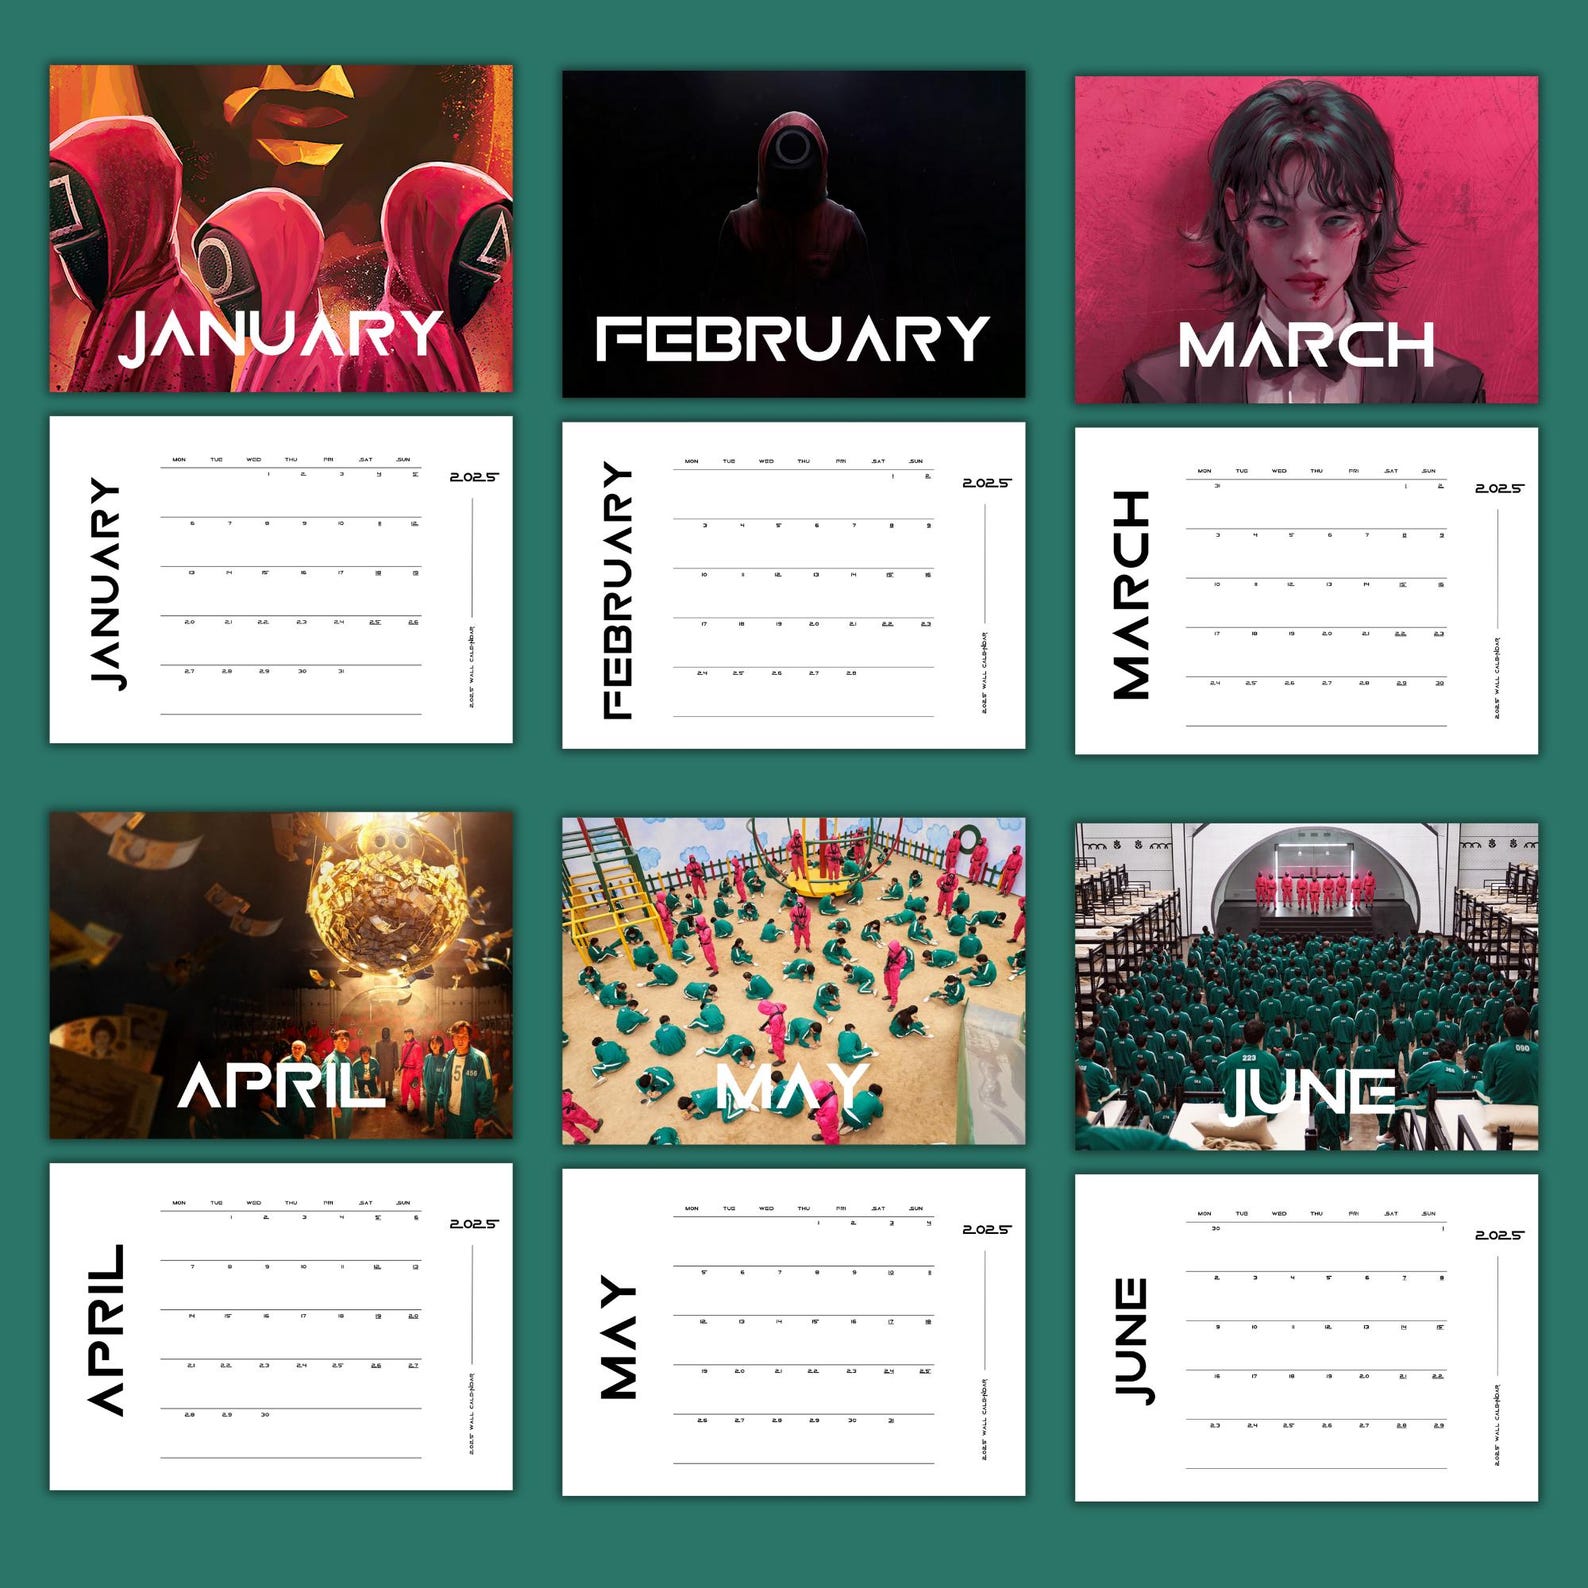 JANUARY
FEBRUARY
MARCH
JANUARY
MON TUE WED THU FRI SAT SUN
2025
1 2 3 4 5
6 7 8 9 10 11 12
13 14 15 16 17 18 19
20 21 22 23 24 25 26
27 28 29 30 31
2025 WALL CALENDAR
FEBRUARY
MON TUE WED THU FRI SAT SUN
2025
1 2
3 4 5 6 7 8 9
10 11 12 13 14 15 16
17 18 19 20 21 22 23
24 25 26 27 28
2025 WALL CALENDAR
MARCH
MON TUE WED THU FRI SAT SUN
2025
31 1 2
3 4 5 6 7 8 9
10 11 12 13 14 15 16
17 18 19 20 21 22 23
24 25 26 27 28 29 30
2025 WALL CALENDAR
5 456
APRIL
MAY
223
090
JUNE
APRIL
MON TUE WED THU FRI SAT SUN
2025
1 2 3 4 5 6
7 8 9 10 11 12 13
14 15 16 17 18 19 20
21 22 23 24 25 26 27
28 29 30
2025 WALL CALENDAR
MAY
MON TUE WED THU FRI SAT SUN
2025
1 2 3 4
5 6 7 8 9 10 11
12 13 14 15 16 17 18
19 20 21 22 23 24 25
26 27 28 29 30 31
2025 WALL CALENDAR
JUNE
MON TUE WED THU FRI SAT SUN
2025
30 1
2 3 4 5 6 7 8
9 10 11 12 13 14 15
16 17 18 19 20 21 22
23 24 25 26 27 28 29
2025 WALL CALENDAR